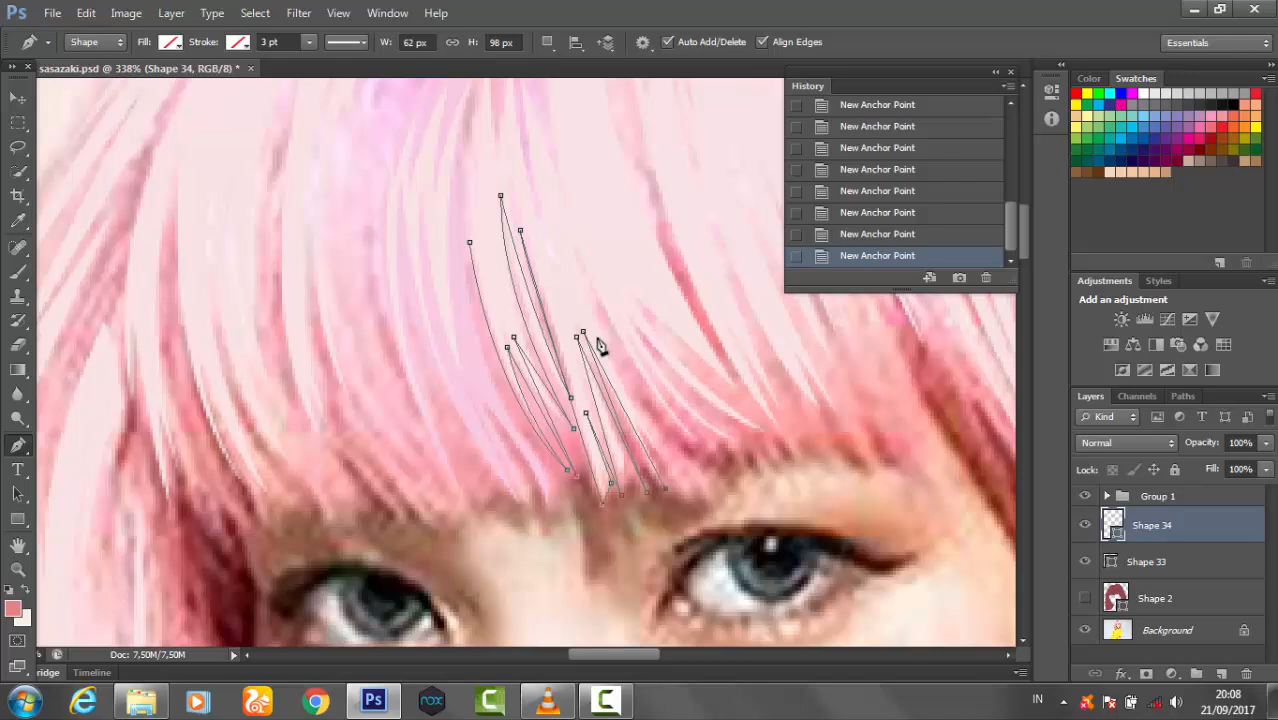 Ps File Edit Image Layer Type Select Filter View Window Help
Shape Fill: Stroke: 3 pt W: 62 px H: 98 px Auto Add/Delete Align Edges Essentials
sasazaki.psd @ 338% (Shape 34, RGB/8) * ×
History
New Anchor Point
New Anchor Point
New Anchor Point
New Anchor Point
New Anchor Point
New Anchor Point
New Anchor Point
New Anchor Point
Color Swatches
Adjustments Styles
Add an adjustment
Layers Channels Paths
Kind
Normal Opacity: 100%
Lock: Fill: 100%
Group 1
Shape 34
Shape 33
Shape 2
Background
Doc: 7,50M/7,50M
ridge Timeline
nox Ps C C IN 20:08
21/09/2017